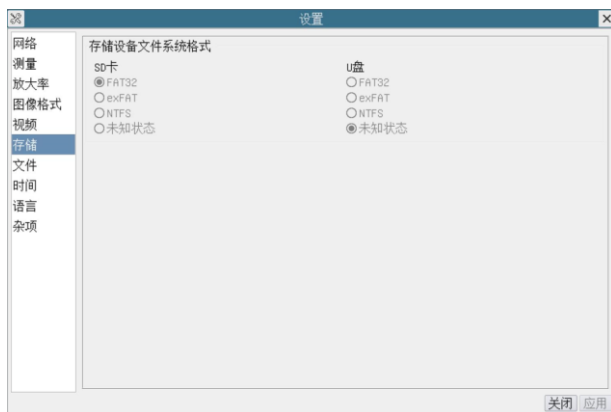 设置
网络
测量
放大率
图像格式
视频
存储
文件
时间
语言
杂项
存储设备文件系统格式
SD卡
FAT32
exFAT
NTFS
未知状态
U盘
FAT32
exFAT
NTFS
未知状态
关闭 应用